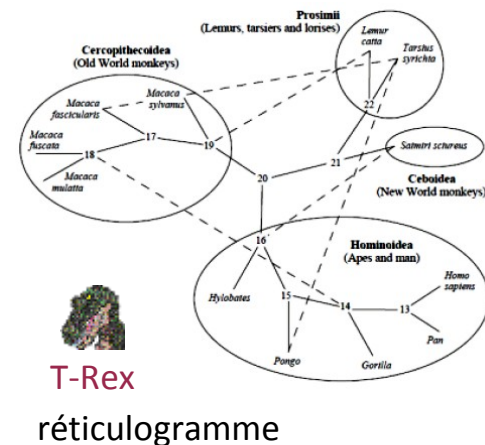 Prosimii
(Lemurs, tarsiers and lorises)
Lemur
catta
Tarsius
syrichta
22
Cercopithecoidea
(Old World monkeys)
Macaca
sylvanus
Macaca
fascicularis
Macaca
fuscata
17
19
18
Macaca
mulatta
21
Saimiri sciureus
Ceboidea
(New World monkeys)
20
16
Hominoidea
(Apes and man)
Hylobates
15
14
13
Homo
sapiens
Pan
Pongo
Gorilla
T-Rex
réticulogramme